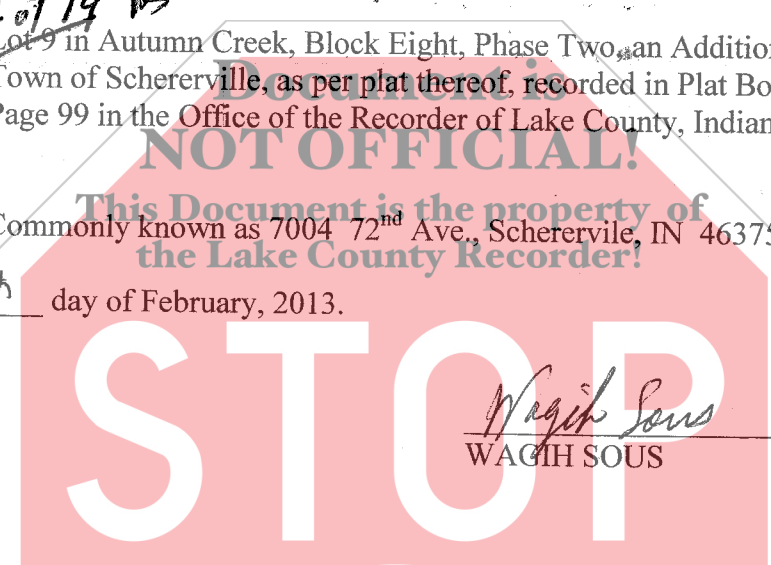 Lot 9 in Autumn Creek, Block Eight, Phase Two, an Addition
Town of Schererville, as per plat thereof, recorded in Plat Bo
Page 99 in the Office of the Recorder of Lake County, Indian
Document is
NOT OFFICIAL!
This Document is the property of
the Lake County Recorder!
Commonly known as 7004 72nd Ave., Scherervile, IN 46375
day of February, 2013.
STOP
Wagih Sous
WAGIH SOUS